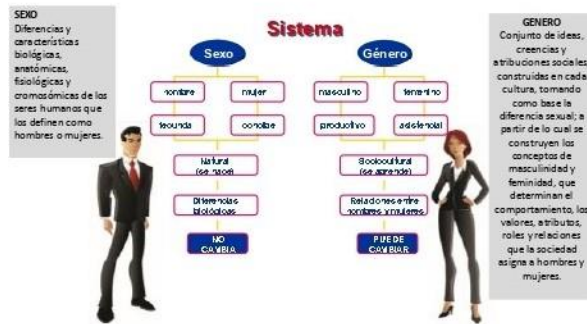 SEXO
Diferencias y
características
biológicas,
anatómicas,
fisiológicas y
cromosómicas de los
seres humanos que
los definen como
hombres o mujeres.
Sistema
Sexo
hombre mujer
fecunda concibe
Natural
(se nace)
Diferencias
biológicas
NO
CAMBIA
Género
masculino femenino
productivo asistencial
Sociocultural
(se aprende)
Relaciones entre
hombres y mujeres
PUEDE
CAMBIAR
GENERO
Conjunto de ideas,
creencias y
atribuciones sociales,
construidas en cada
cultura, tomando
como base la
diferencia sexual; a
partir de lo cual se
construyen los
conceptos de
masculinidad y
feminidad, que
determinan el
comportamiento, los
valores, atributos,
roles y relaciones
que la sociedad
asigna a hombres y
mujeres.